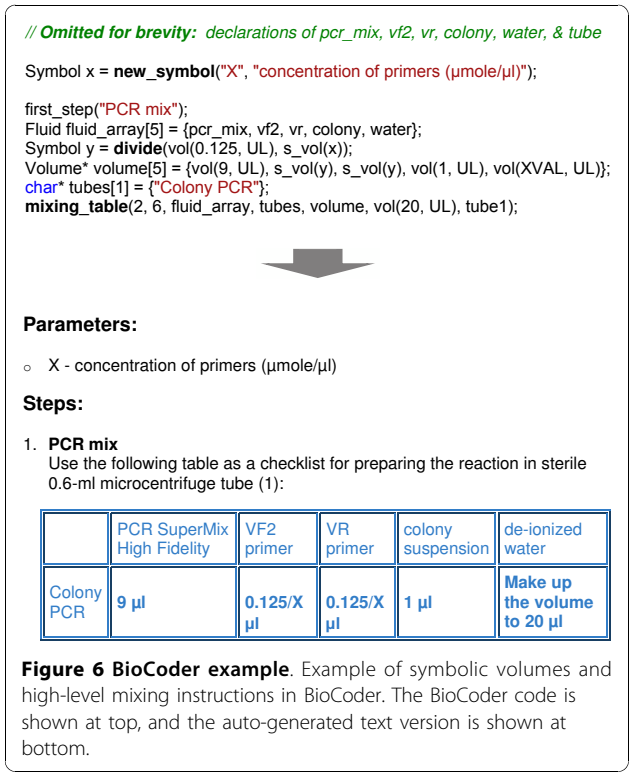 // Omitted for brevity: declarations of pcr_mix, vf2, vr, colony, water, & tube
Symbol x = new_symbol("X", "concentration of primers (µmole/µl)");
first_step("PCR mix");
Fluid fluid_array[5] = {pcr_mix, vf2, vr, colony, water};
Symbol y = divide(vol(0.125, UL), s_vol(x));
Volume* volume[5] = {vol(9, UL), s_vol(y), s_vol(y), vol(1, UL), vol(XVAL, UL)};
char* tubes[1] = {"Colony PCR"};
mixing_table(2, 6, fluid_array, tubes, volume, vol(20, UL), tube1);
Parameters:
○ X - concentration of primers (µmole/µl)
Steps:
1. PCR mix
Use the following table as a checklist for preparing the reaction in sterile
0.6-ml microcentrifuge tube (1):
PCR SuperMix VF2 VR colony de-ionized
High Fidelity primer primer suspension water
Colony PCR 9 µl 0.125/X µl 0.125/X µl 1 µl Make up the volume to 20 µl
Figure 6 BioCoder example. Example of symbolic volumes and
high-level mixing instructions in BioCoder. The BioCoder code is
shown at top, and the auto-generated text version is shown at
bottom.